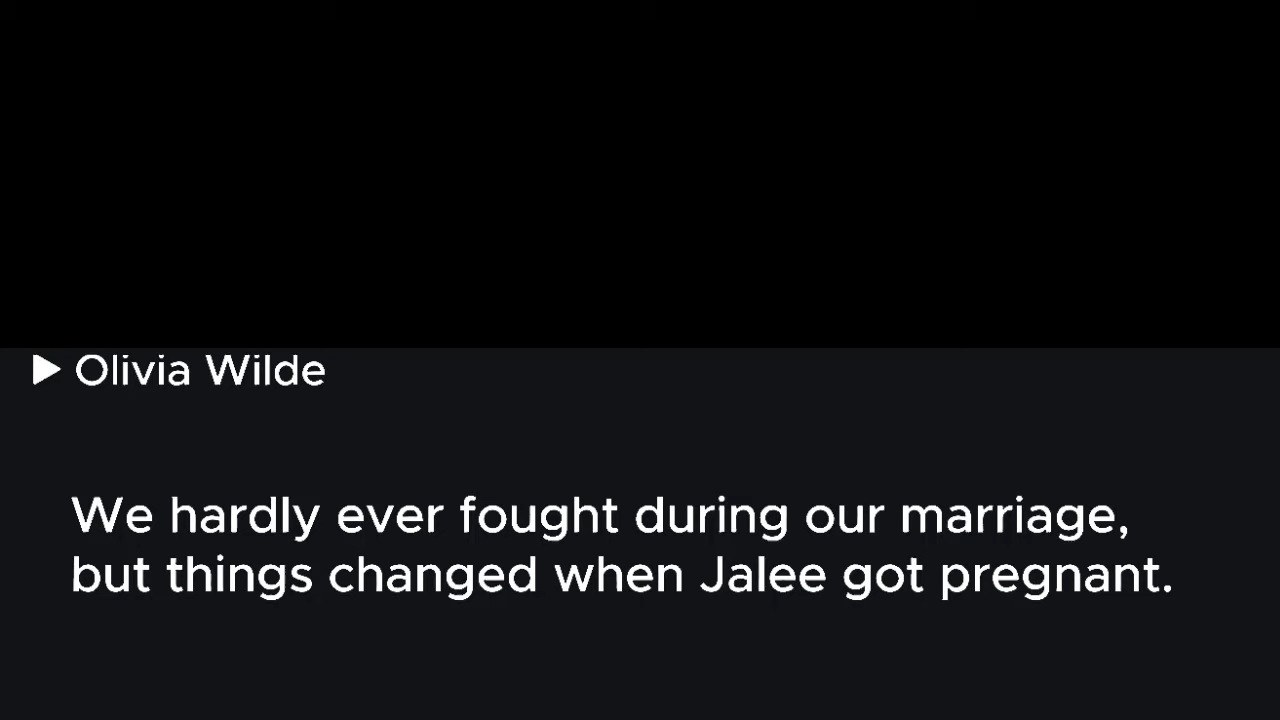 ▶ Olivia Wilde
We hardly ever fought during our marriage,
but things changed when Jalee got pregnant.